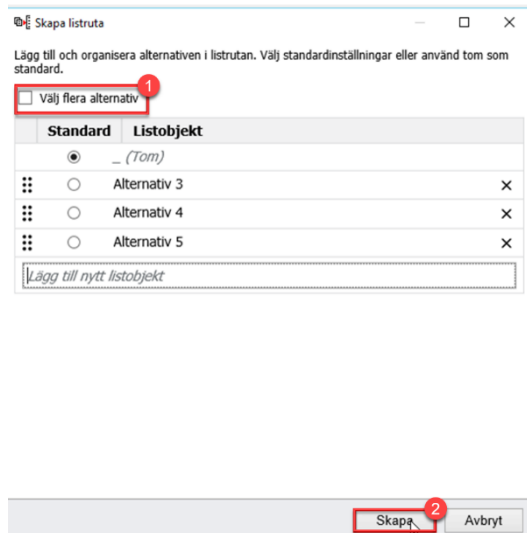 Skapa listruta
Lägg till och organisera alternativen i listrutan. Välj standardinställningar eller använd tom som
standard.
1
Välj flera alternativ
Standard Listobjekt
_ (Tom)
Alternativ 3
Alternativ 4
Alternativ 5
Lägg till nytt listobjekt
2
Skapa Avbryt